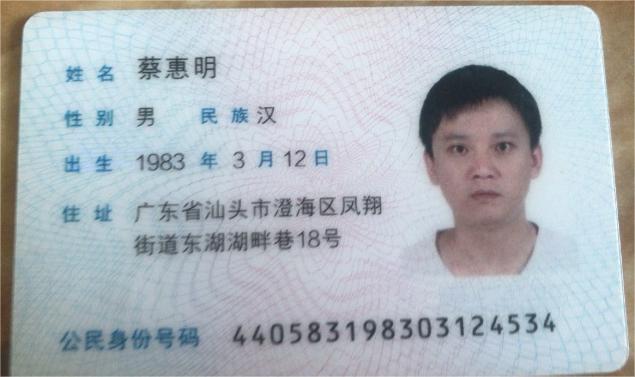 姓名 蔡惠明
性别 男 民族 汉
出生 1983 年 3 月 12 日
住址 广东省汕头市澄海区凤翔
街道东湖湖畔巷18号
公民身份号码 440583198303124534